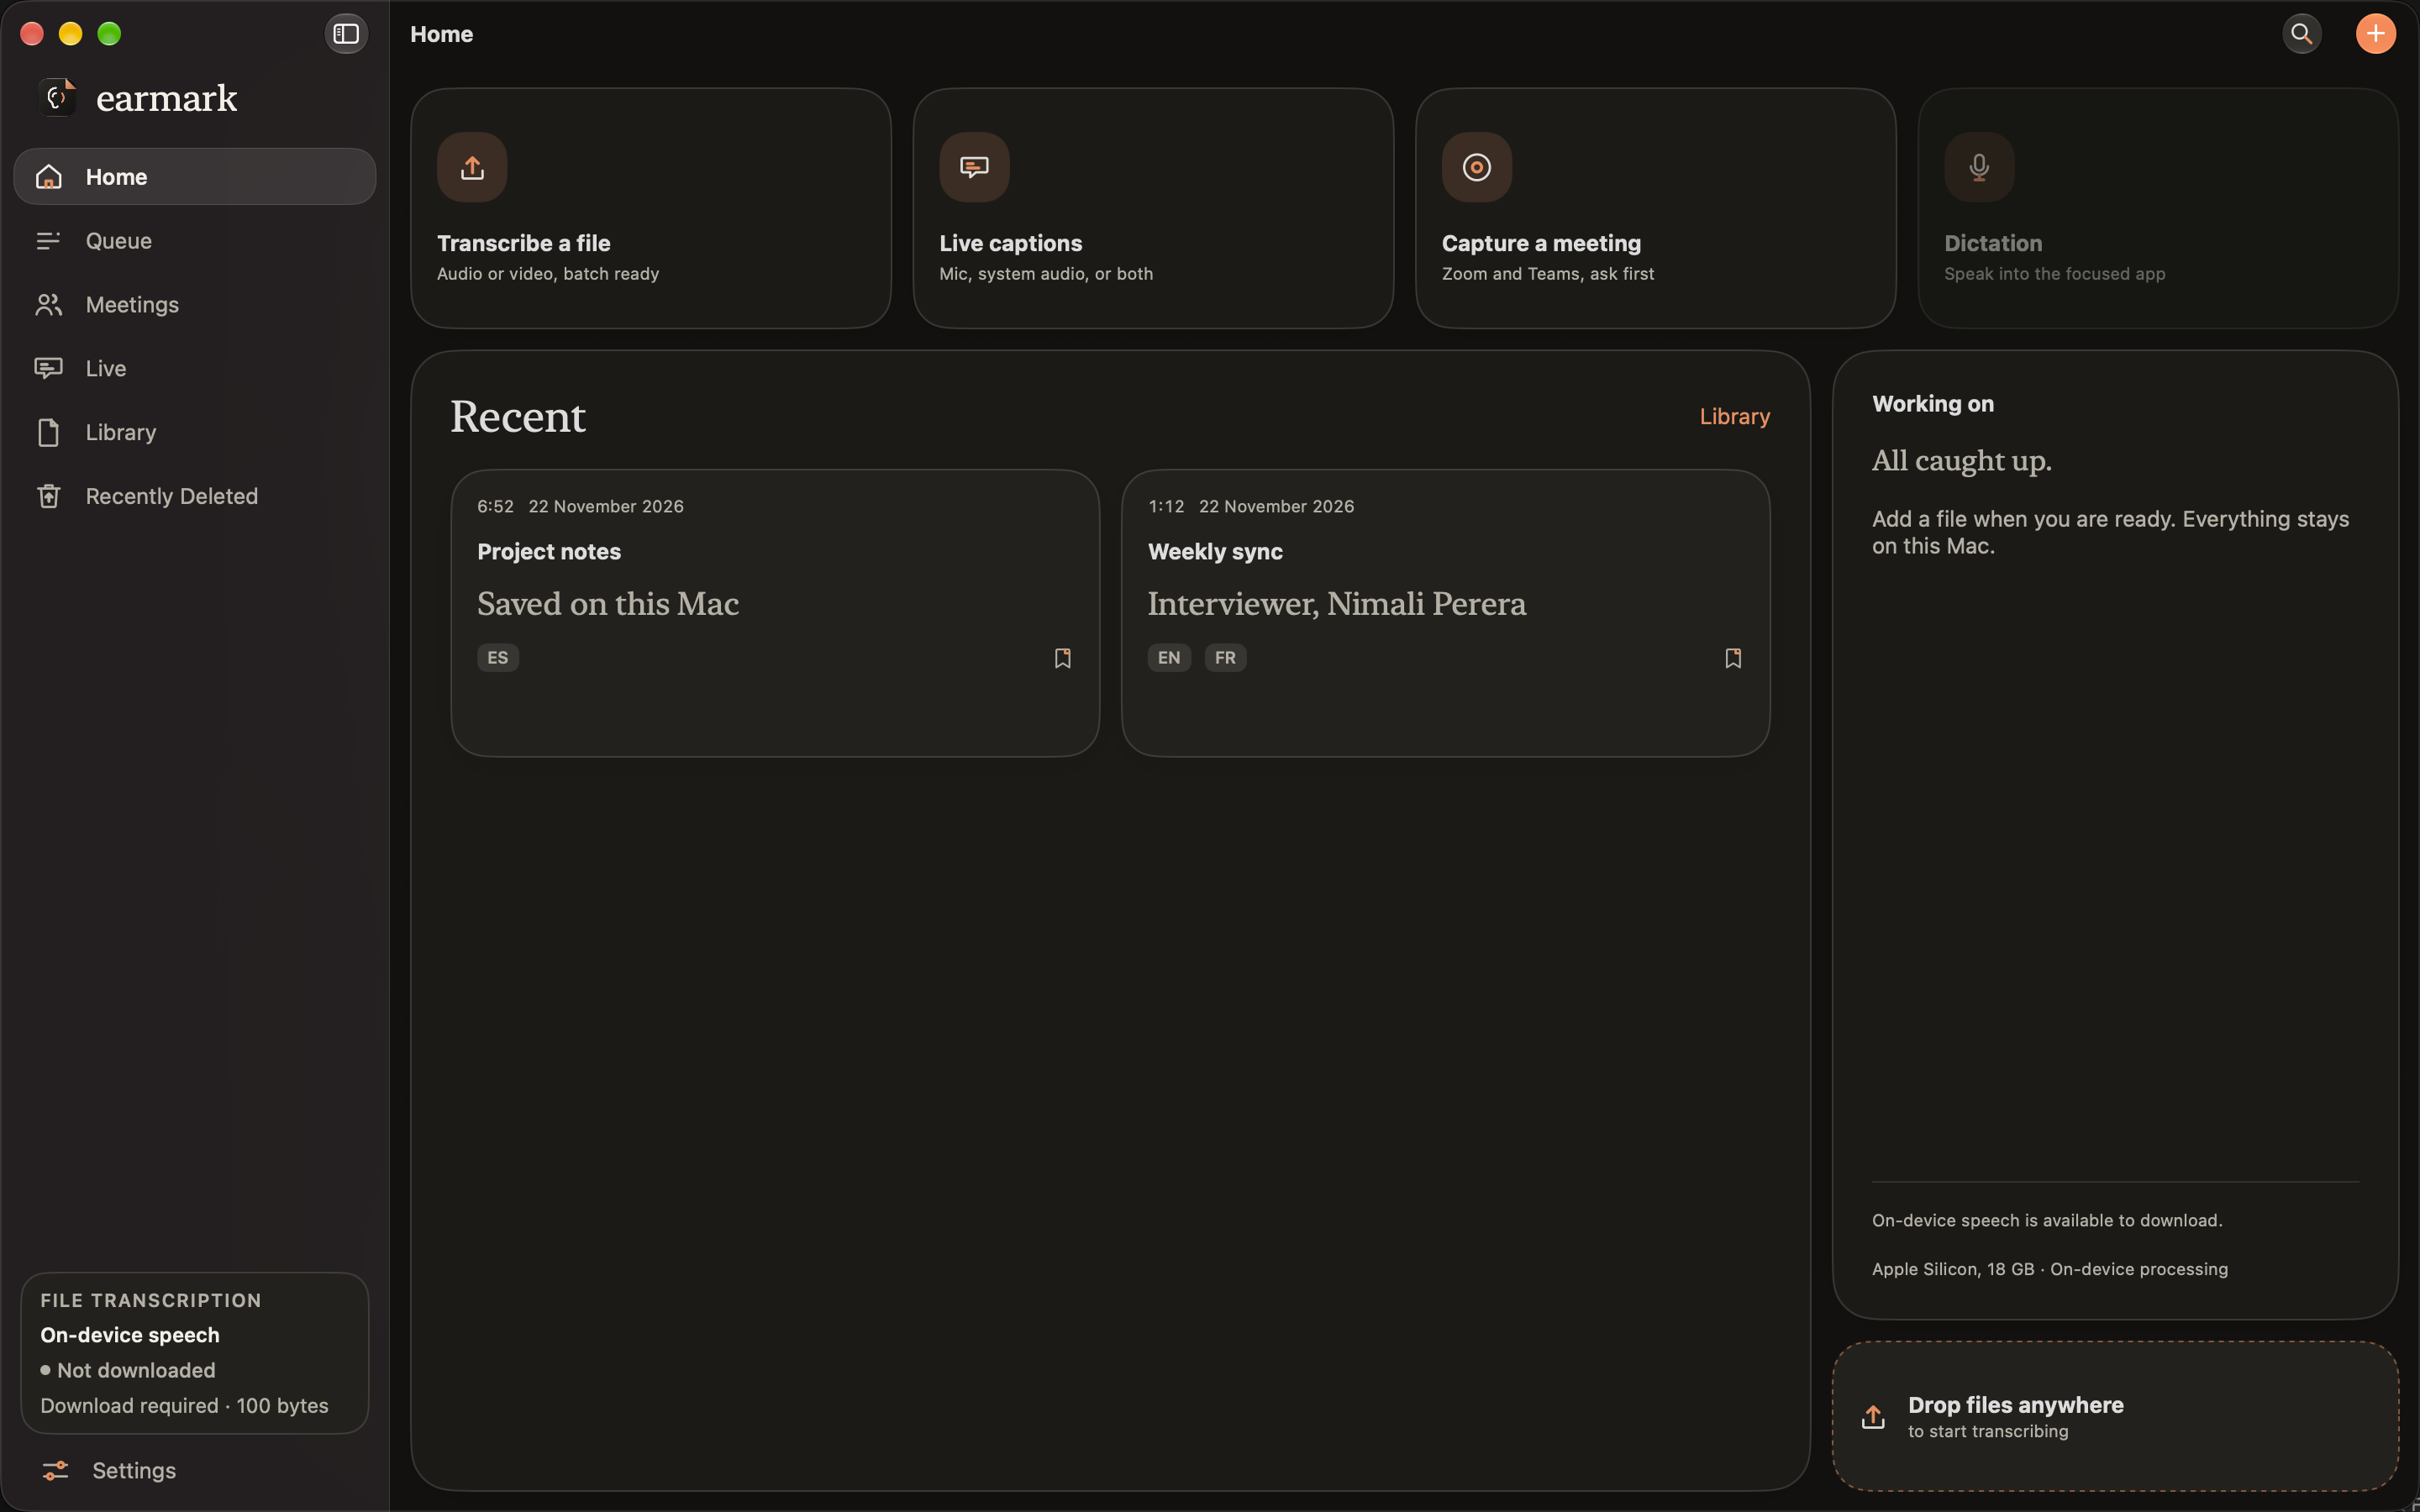 Home
earmark
Home
Queue
Meetings
Live
Library
Recently Deleted
FILE TRANSCRIPTION
On-device speech
Not downloaded
Download required · 100 bytes
Settings
Transcribe a file
Audio or video, batch ready
Live captions
Mic, system audio, or both
Capture a meeting
Zoom and Teams, ask first
Dictation
Speak into the focused app
Recent
Library
6:52 22 November 2026
Project notes
Saved on this Mac
ES
1:12 22 November 2026
Weekly sync
Interviewer, Nimali Perera
EN FR
Working on
All caught up.
Add a file when you are ready. Everything stays
on this Mac.
On-device speech is available to download.
Apple Silicon, 18 GB · On-device processing
Drop files anywhere
to start transcribing